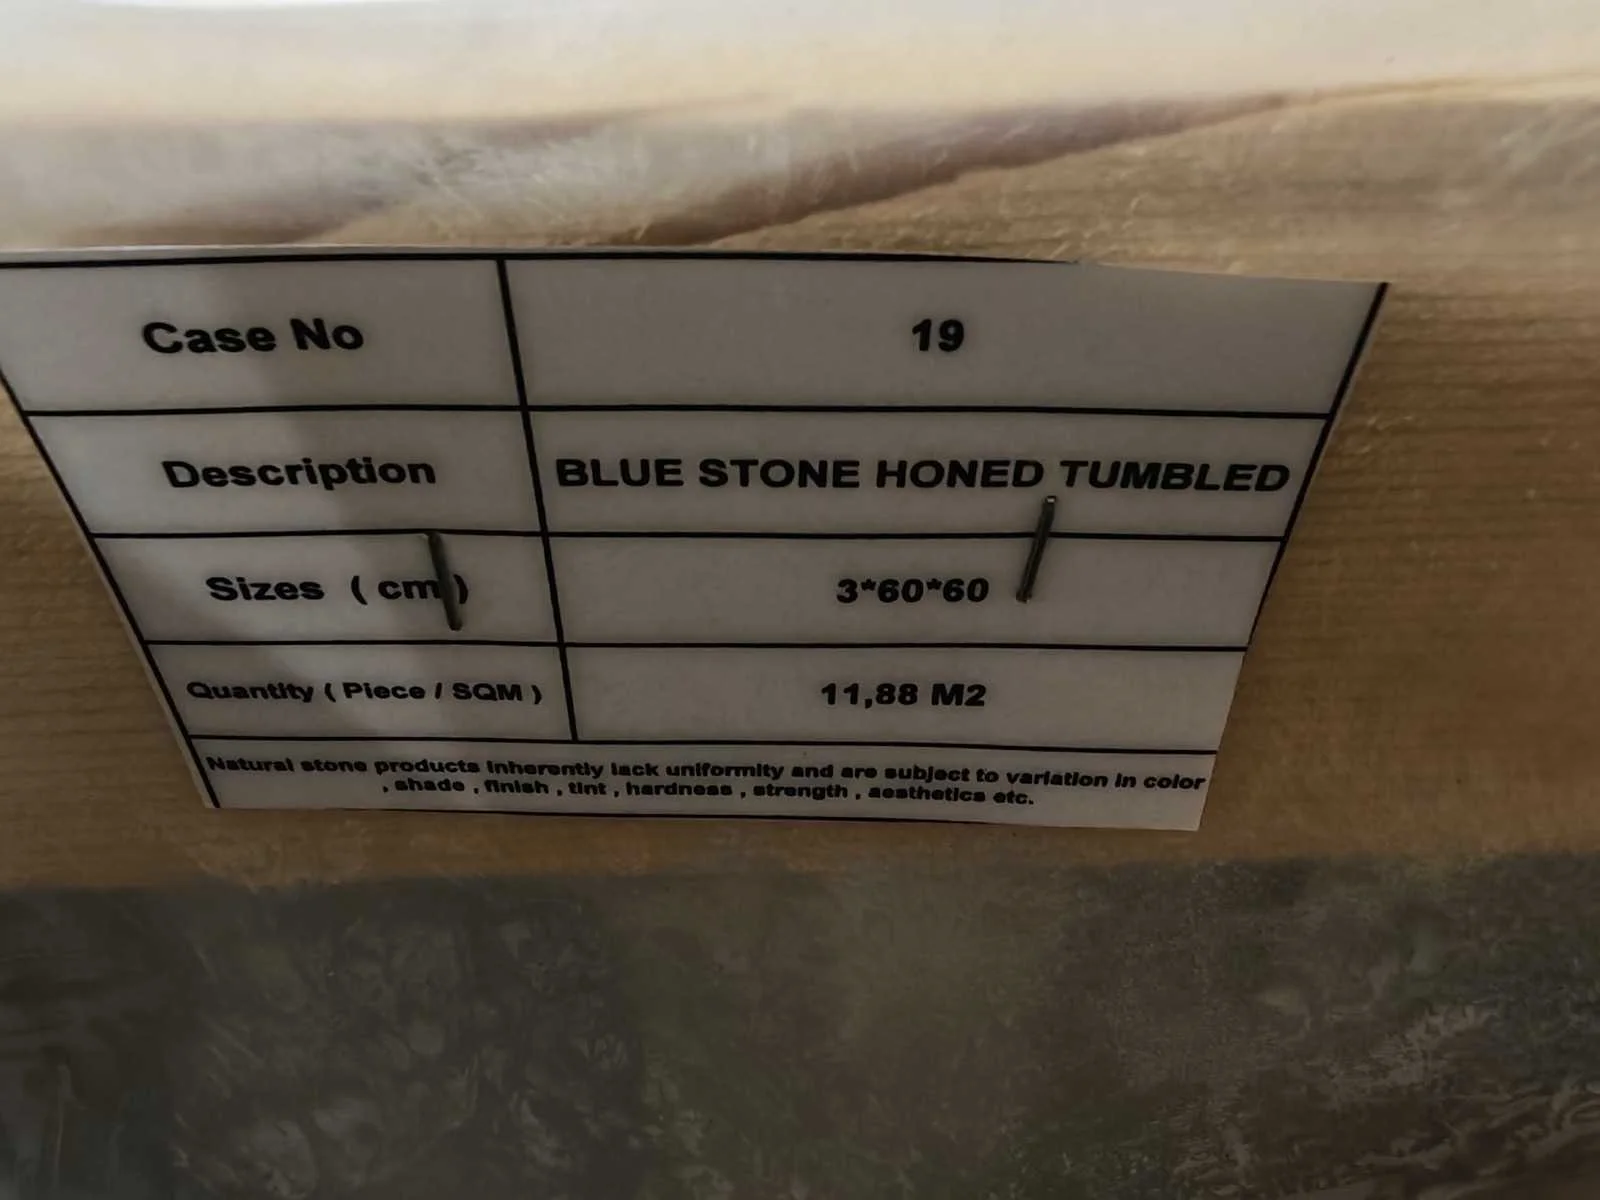 Case No 19
Description BLUE STONE HONED TUMBLED
Sizes ( cm ) 3*60*60
Quantity ( Piece / SQM ) 11,88 M2
Natural stone products inherently lack uniformity and are subject to variation in color
, shade , finish , tint , hardness , strength , aesthetics etc.